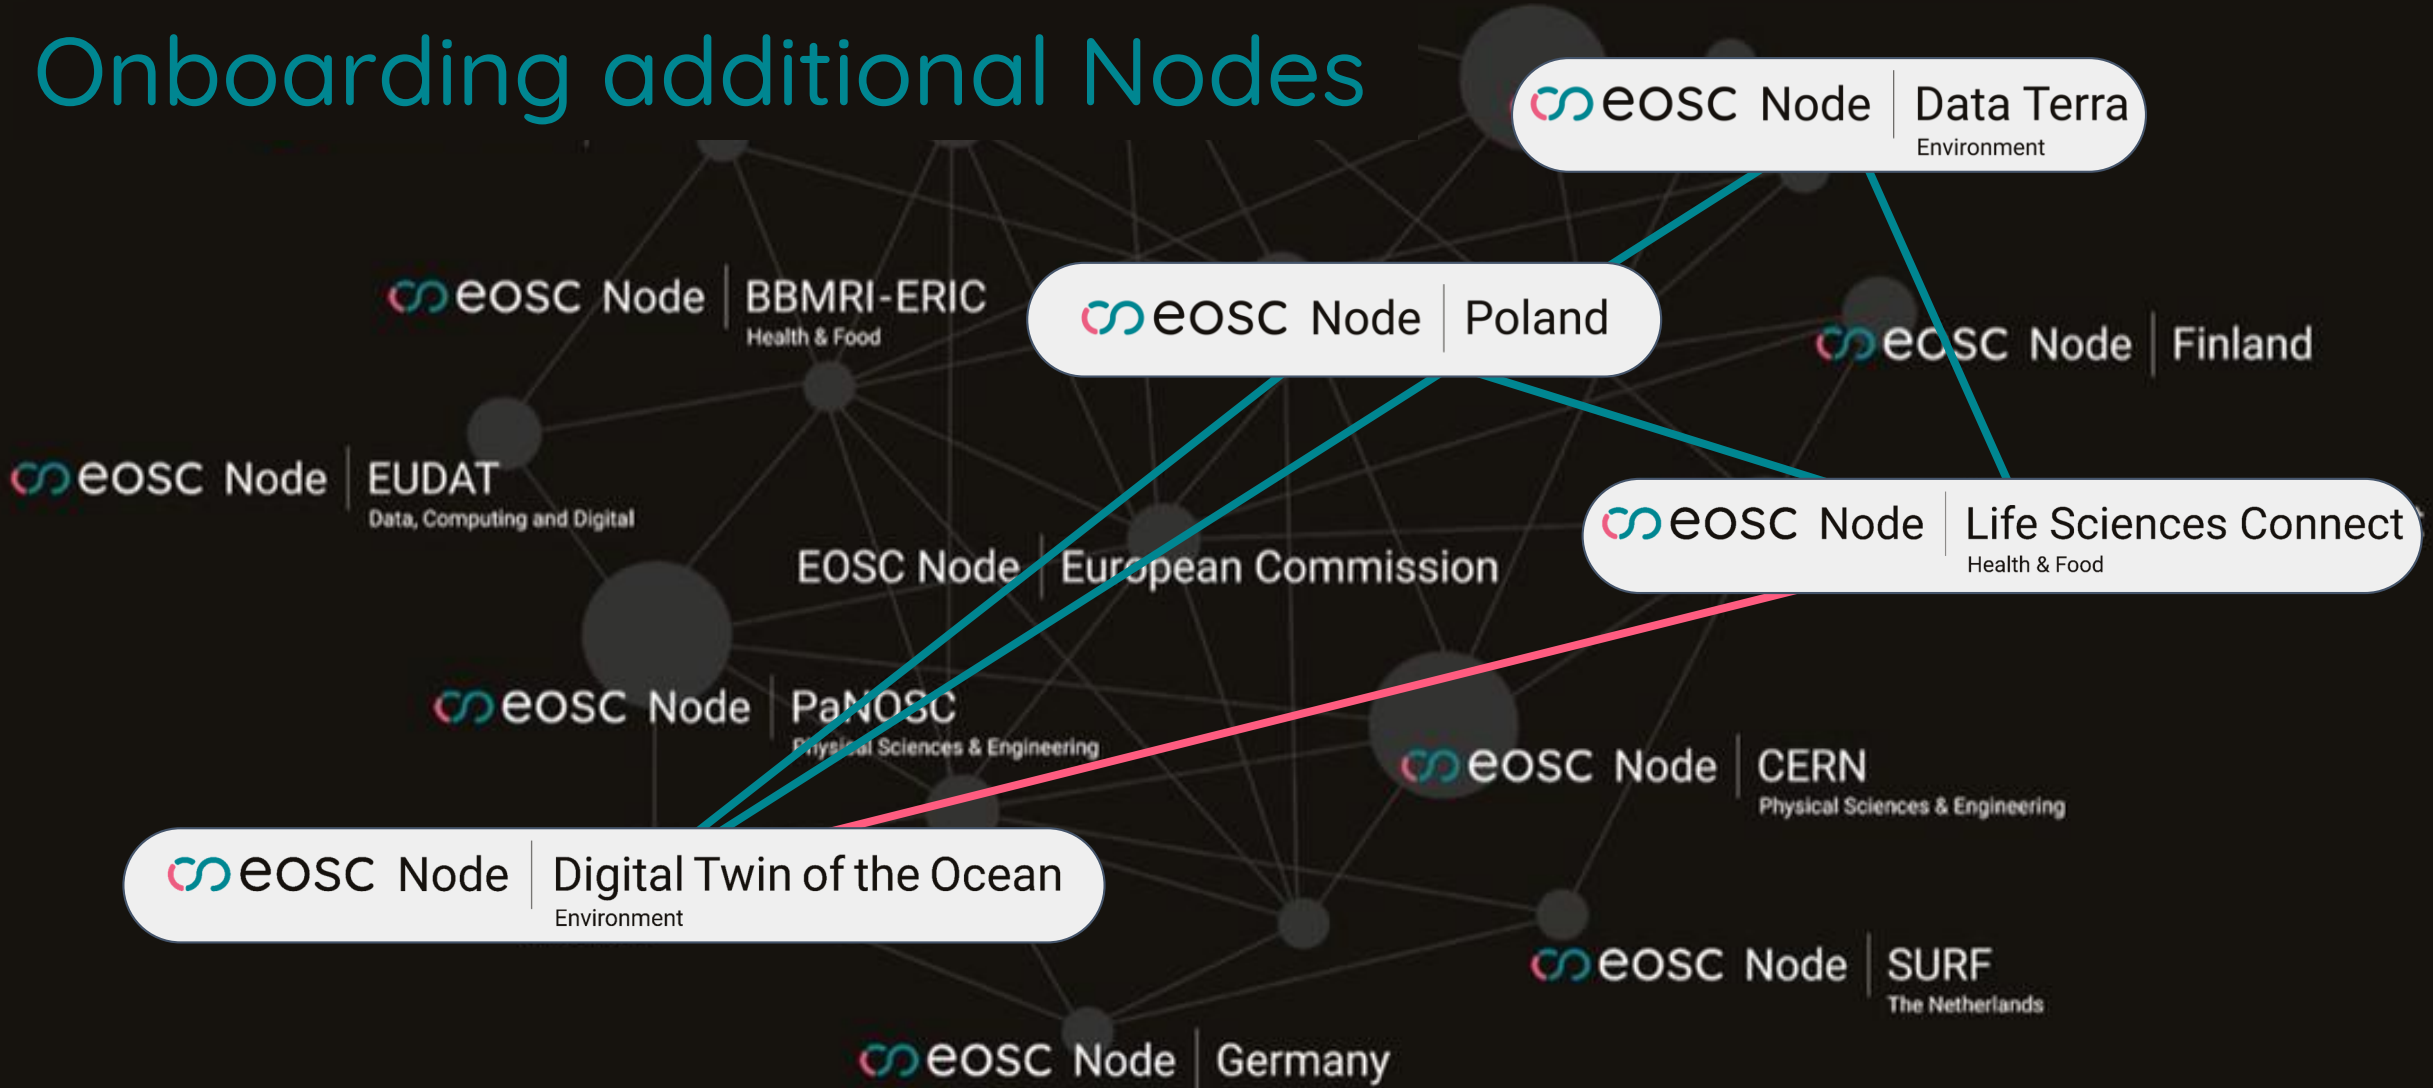 Onboarding additional Nodes
eosc Node | Data Terra
Environment
eosc Node | BBMRI-ERIC
Health & Food
eosc Node | Poland
eosc Node | Finland
eosc Node | EUDAT
Data, Computing and Digital
eosc Node | Life Sciences Connect
Health & Food
EOSC Node | European Commission
eosc Node | PaNOSC
Physical Sciences & Engineering
eosc Node | CERN
Physical Sciences & Engineering
eosc Node | Digital Twin of the Ocean
Environment
eosc Node | SURF
The Netherlands
eosc Node | Germany